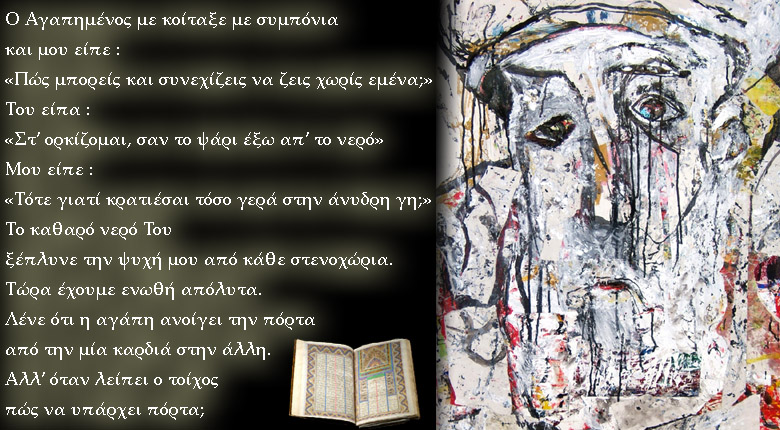 Ο Αγαπημένος με κοίταξε με συμπόνια
και μου είπε :
«Πώς μπορείς και συνεχίζεις να ζεις χωρίς εμένα;»
Του είπα :
«Στ’ ορκίζομαι, σαν το ψάρι έξω απ’ το νερό»
Μου είπε :
«Τότε γιατί κρατιέσαι τόσο γερά στην άνυδρη γη;»
Το καθαρό νερό Του
ξέπλυνε την ψυχή μου από κάθε στενοχώρια.
Τώρα έχουμε ενωθή απόλυτα.
Λένε ότι η αγάπη ανοίγει την πόρτα
από την μία καρδιά στην άλλη.
Αλλ’ όταν λείπει ο τοίχος
πώς να υπάρχει πόρτα;